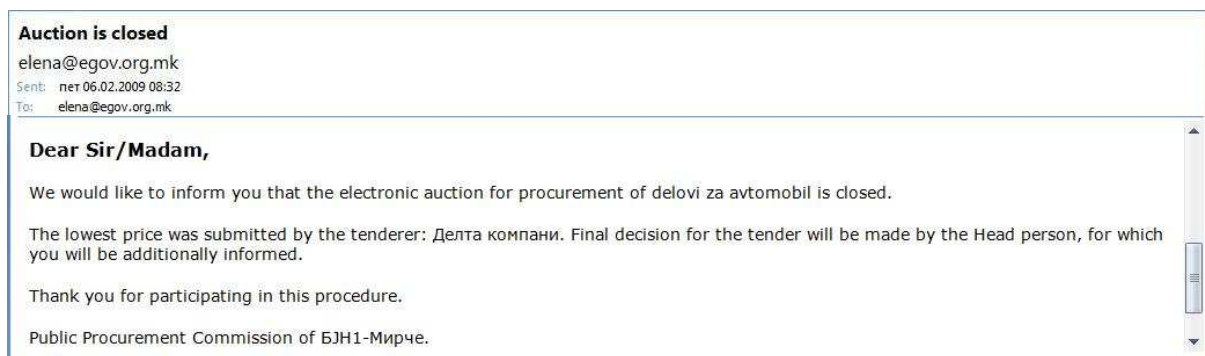 Auction is closed
elena@egov.org.mk
Sent: пет 06.02.2009 08:32
To: elena@egov.org.mk
Dear Sir/Madam,
We would like to inform you that the electronic auction for procurement of delovi za avtomobil is closed.
The lowest price was submitted by the tenderer: Делта компани. Final decision for the tender will be made by the Head person, for which
you will be additionally informed.
Thank you for participating in this procedure.
Public Procurement Commission of БЈН1-Мирче.